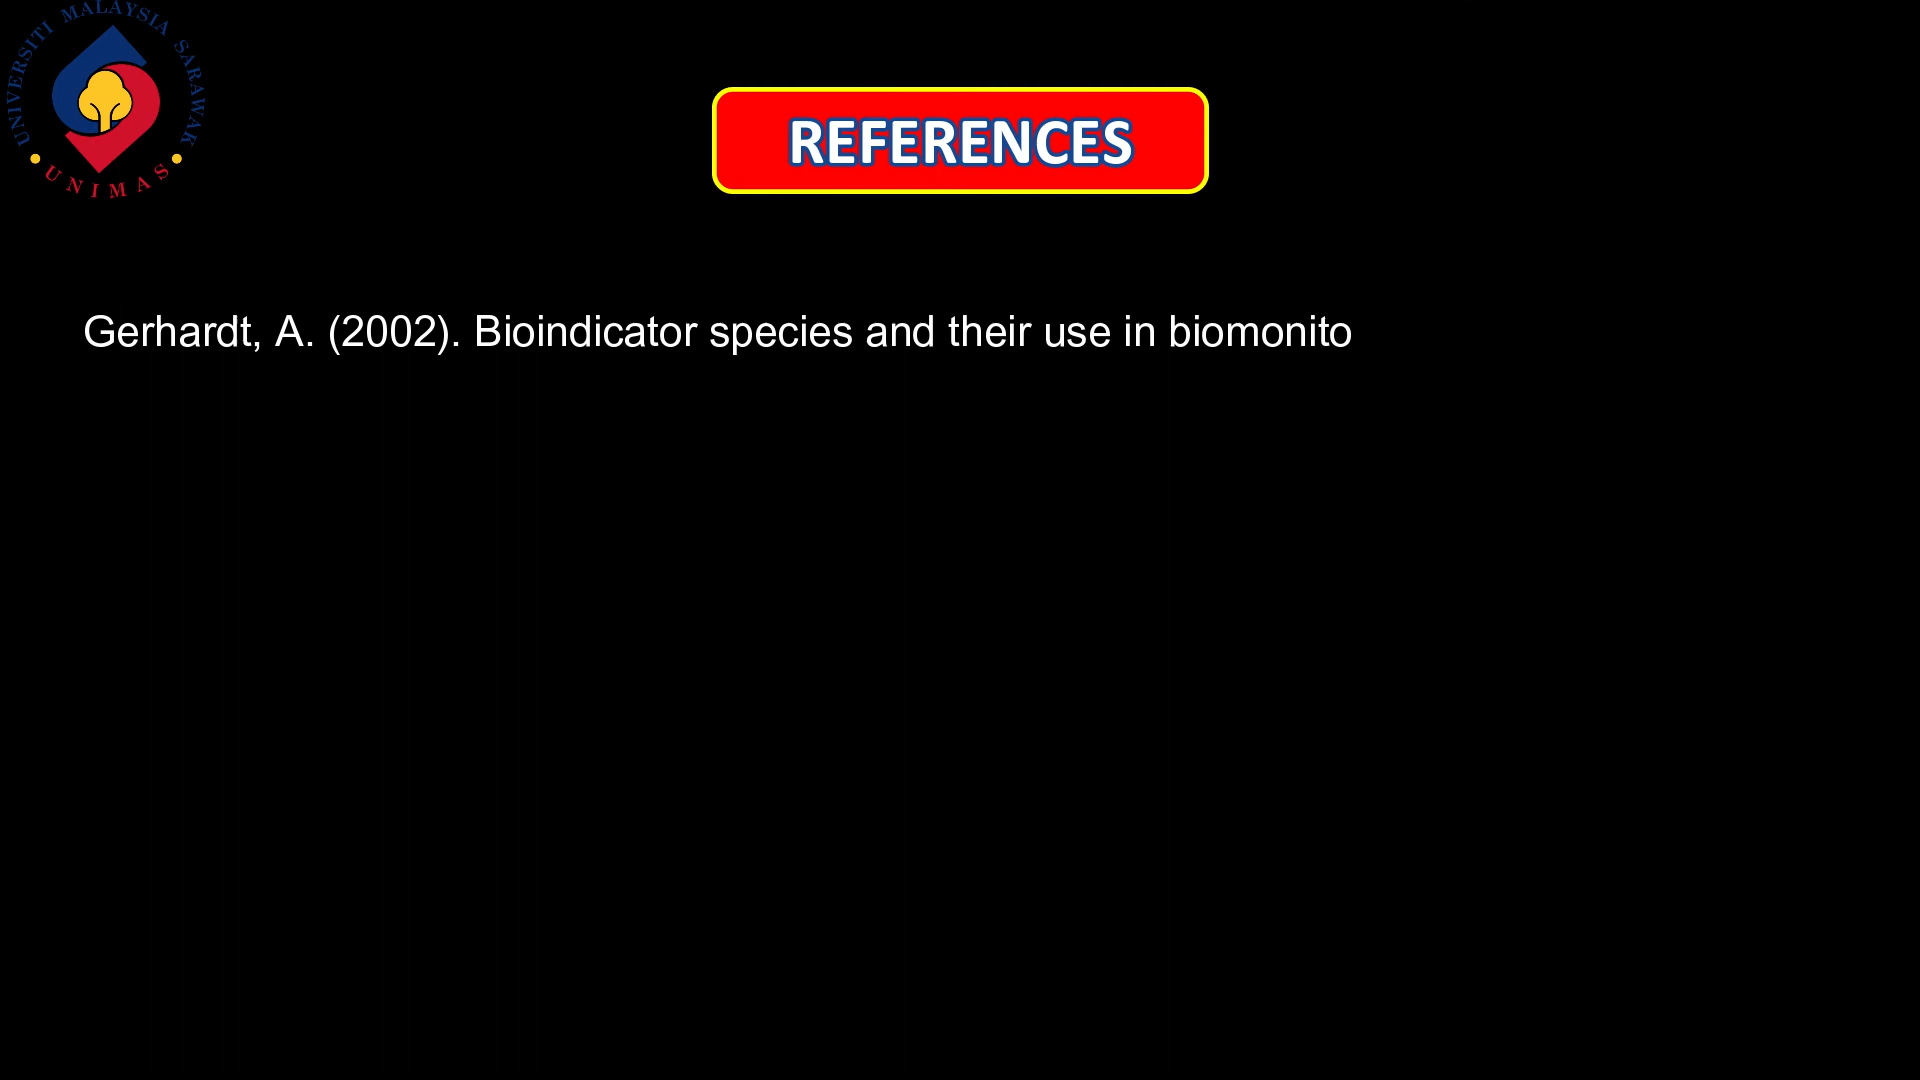 UNIVERSITI MALAYSIA SARAWAK
UNIMAS
REFERENCES
Gerhardt, A. (2002). Bioindicator species and their use in biomonito